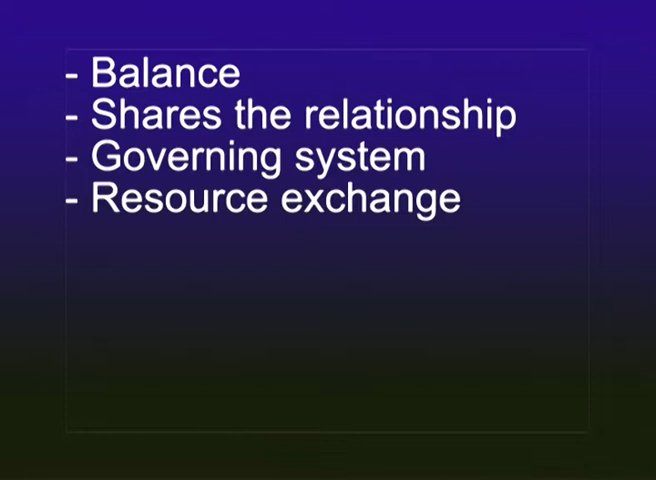 - Balance
- Shares the relationship
- Governing system
- Resource exchange